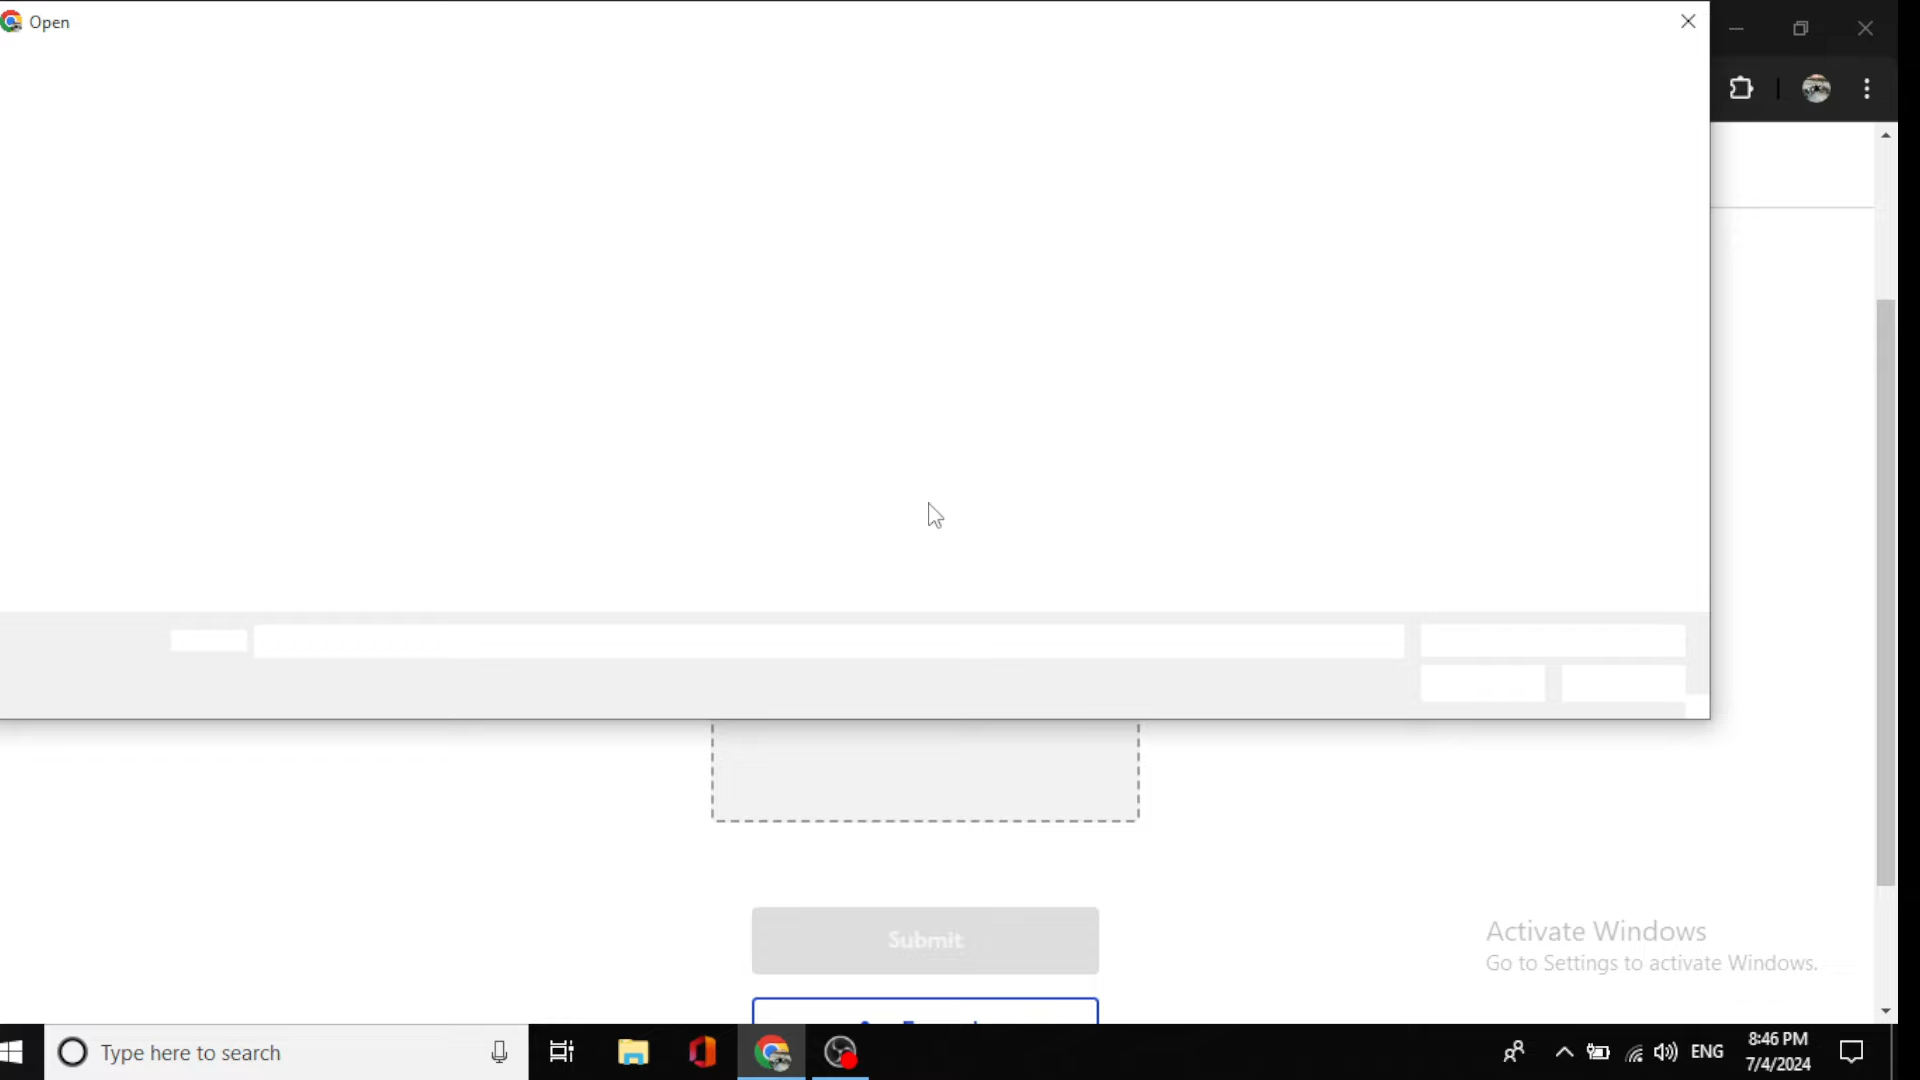 Open
Submit
Activate Windows
Go to Settings to activate Windows.
Type here to search
ENG
8:46 PM
7/4/2024